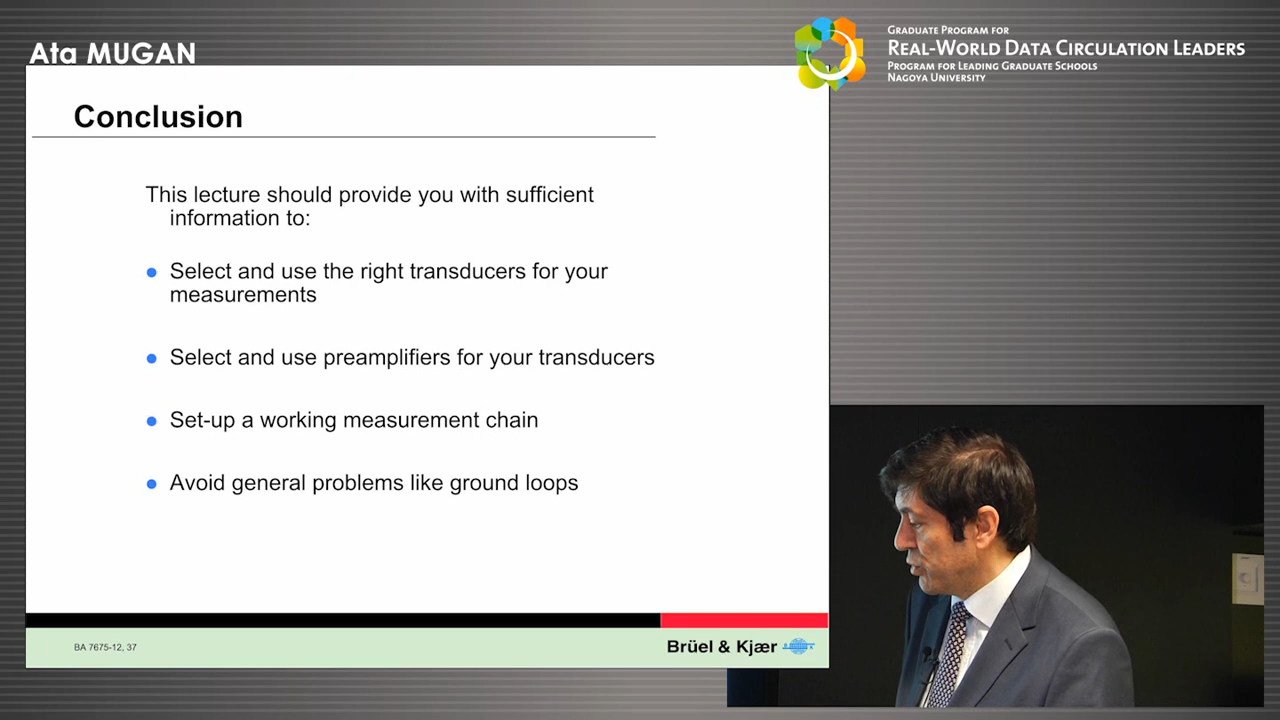 Ata MUGAN
GRADUATE PROGRAM FOR
REAL-WORLD DATA CIRCULATION LEADERS
PROGRAM FOR LEADING GRADUATE SCHOOLS
NAGOYA UNIVERSITY
Conclusion
This lecture should provide you with sufficient
information to:
● Select and use the right transducers for your
measurements
● Select and use preamplifiers for your transducers
● Set-up a working measurement chain
● Avoid general problems like ground loops
BA 7675-12, 37
Brüel & Kjær